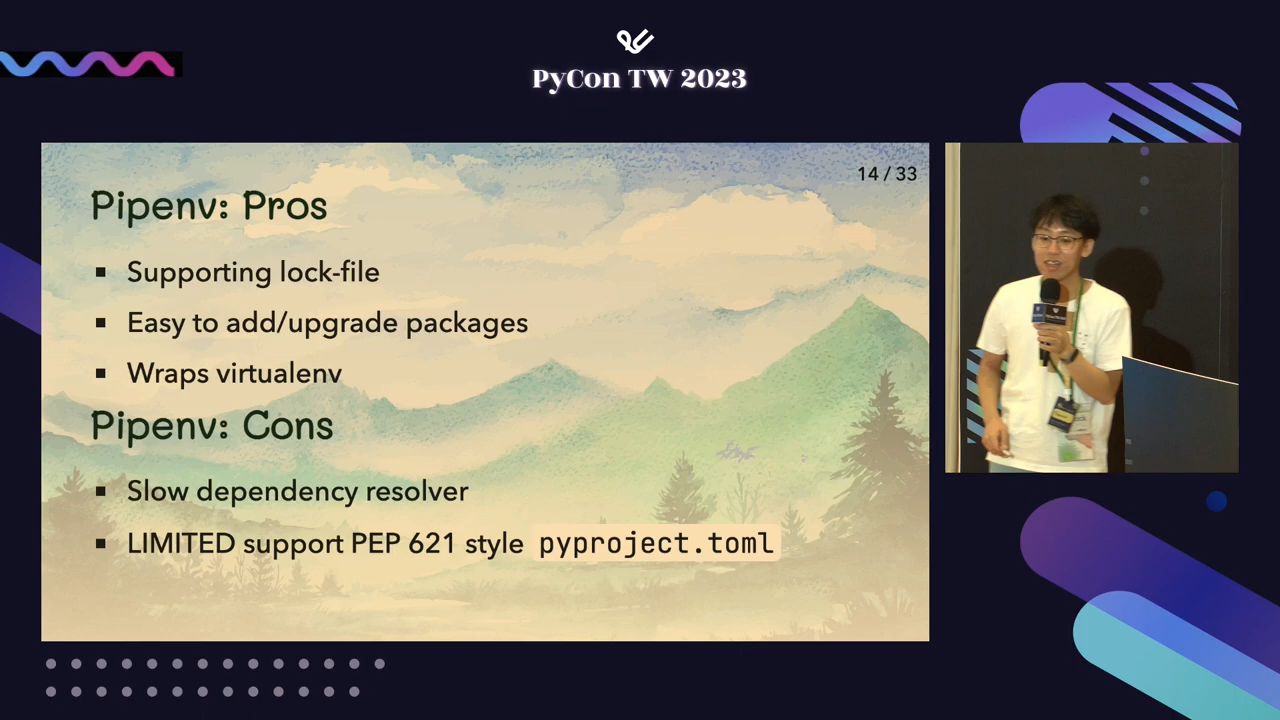 PyCon TW 2023
14 / 33
Pipenv: Pros
Supporting lock-file
Easy to add/upgrade packages
Wraps virtualenv
Pipenv: Cons
Slow dependency resolver
LIMITED support PEP 621 style pyproject.toml